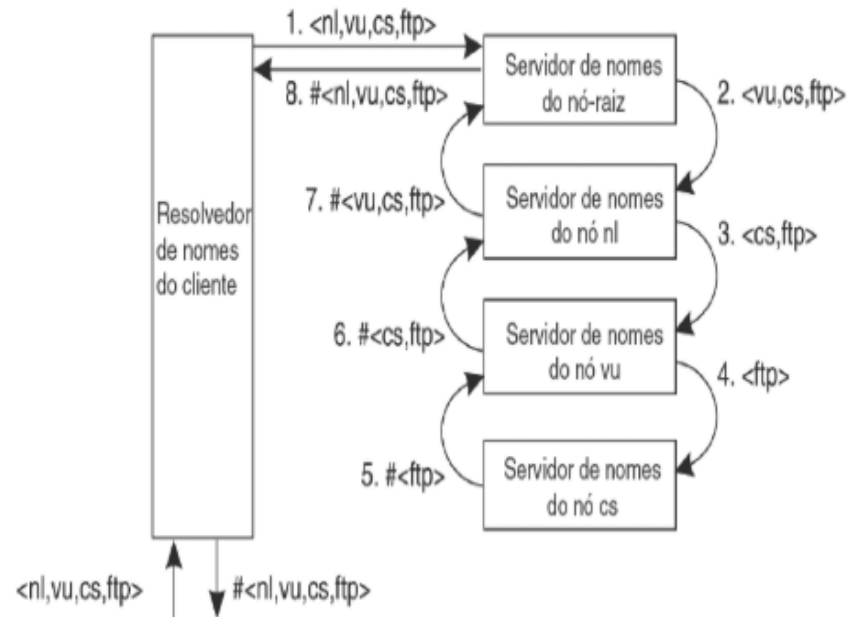 1. <nl,vu,cs,ftp>
Servidor de nomes
do nó-raiz
8. #<nl,vu,cs,ftp>
2. <vu,cs,ftp>
Resolvedor
de nomes
do cliente
7. #<vu,cs,ftp>
Servidor de nomes
do nó nl
3. <cs,ftp>
6. #<cs,ftp>
Servidor de nomes
do nó vu
4. <ftp>
5. #<ftp>
Servidor de nomes
do nó cs
<nl,vu,cs,ftp>
#<nl,vu,cs,ftp>